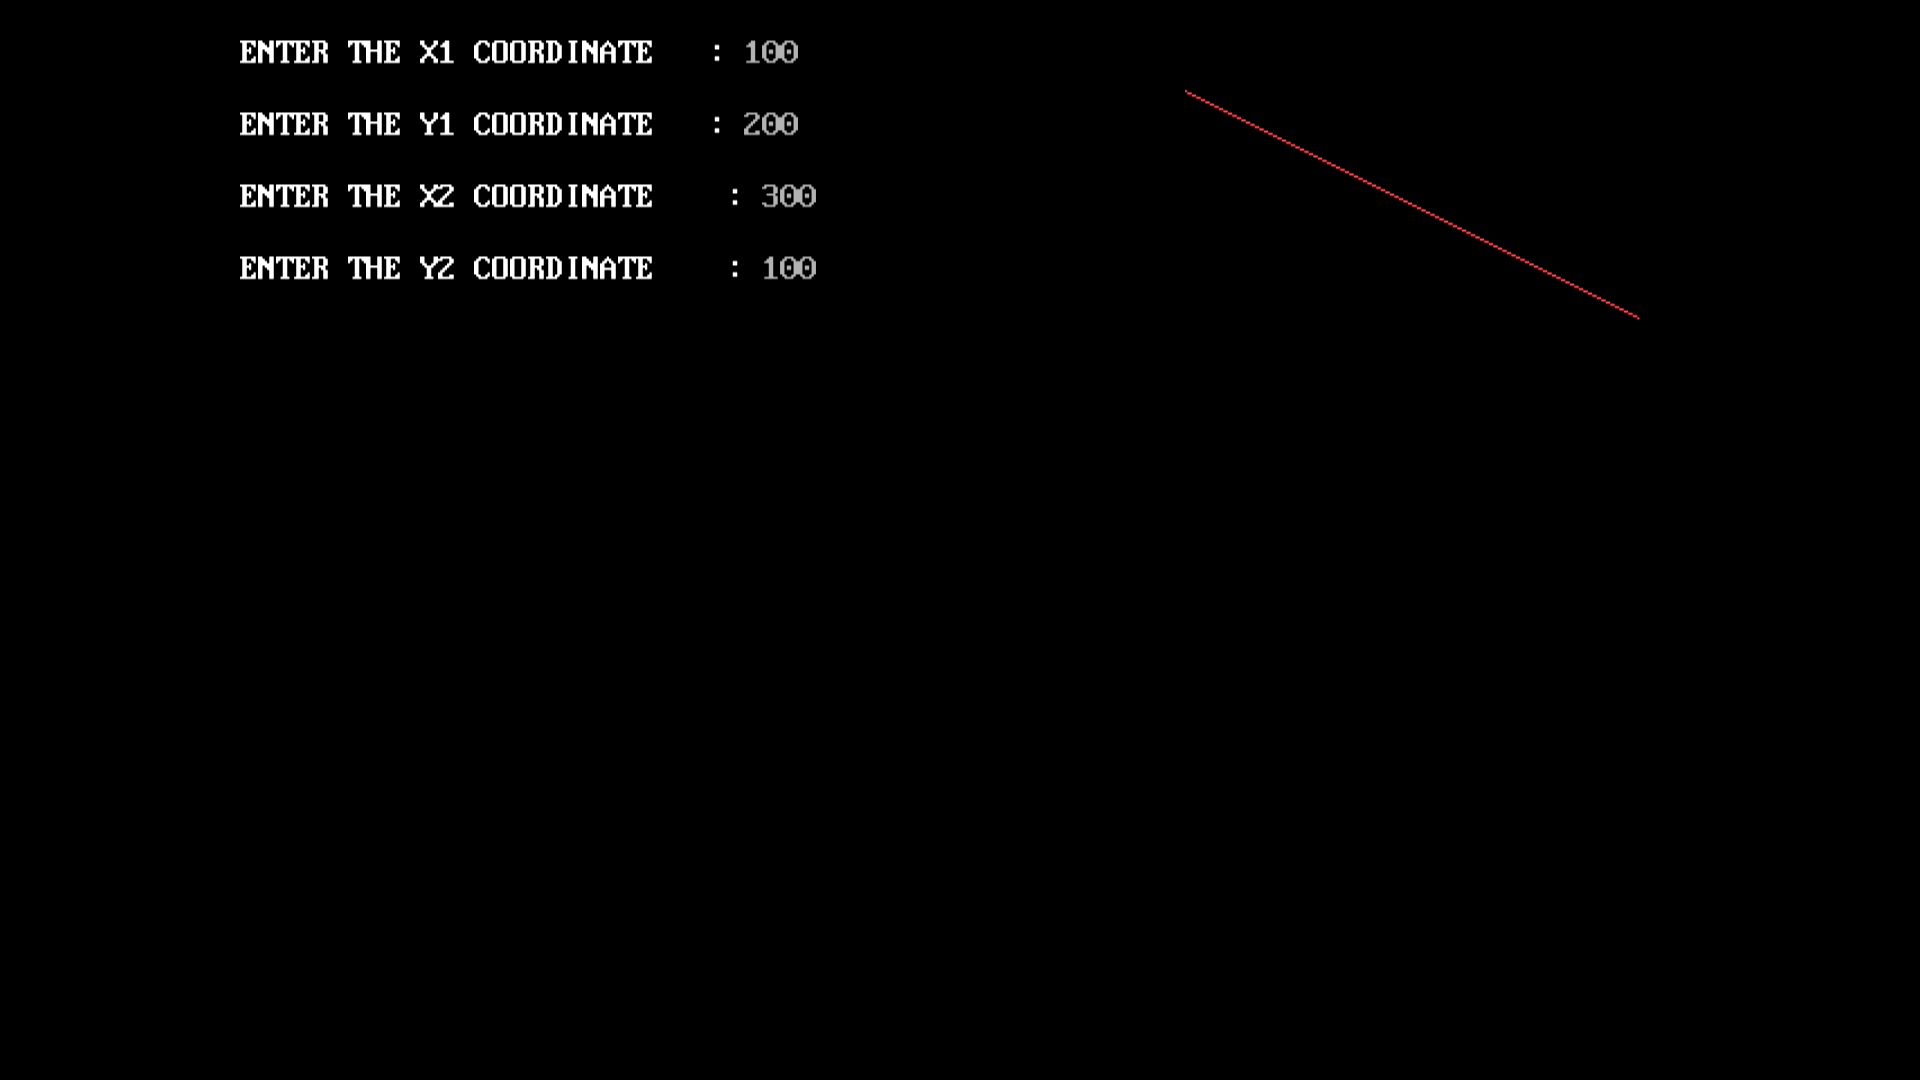 ENTER THE X1 COORDINATE : 100
ENTER THE Y1 COORDINATE : 200
ENTER THE X2 COORDINATE : 300
ENTER THE Y2 COORDINATE : 100